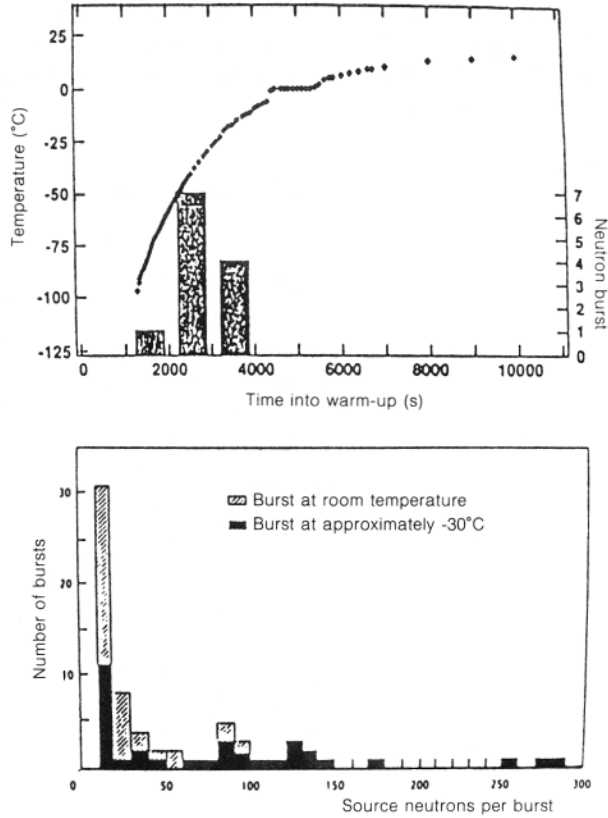 25
0
-25
-50
-75
-100
-125
Temperature (°C)
7
6
5
4
3
2
1
0
Neutron burst
0 2000 4000 6000 8000 10000
Time into warm-up (s)
30
20
10
Number of bursts
Burst at room temperature
Burst at approximately -30°C
0 50 100 150 200 250 300
Source neutrons per burst